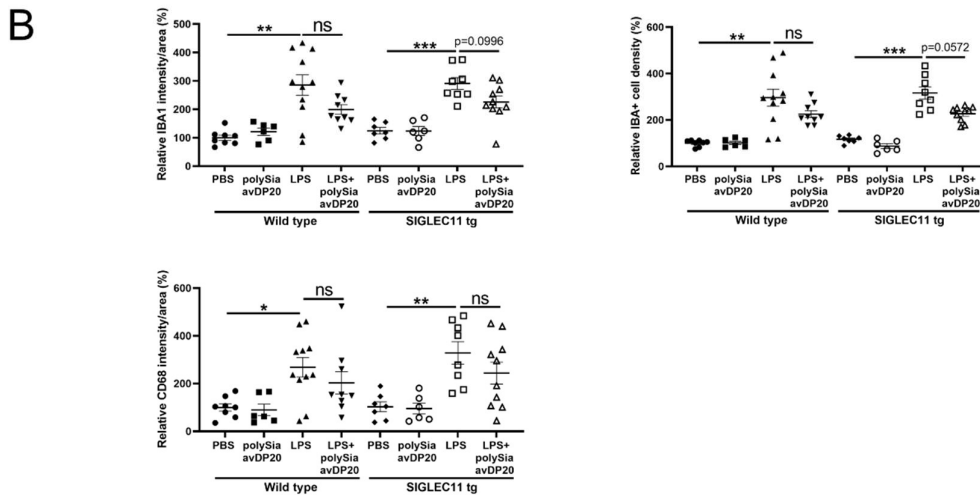 B
Relative IBA1 intensity/area (%)
500
400
300
200
100
0
** ns *** p=0.0996
PBS polySia avDP20 LPS LPS+ polySia avDP20 PBS polySia avDP20 LPS LPS+ polySia avDP20
Wild type SIGLEC11 tg
Relative IBA+ cell density (%)
600
400
200
0
** ns *** p=0.0572
PBS polySia avDP20 LPS LPS+ polySia avDP20 PBS polySia avDP20 LPS LPS+ polySia avDP20
Wild type SIGLEC11 tg
Relative CD68 intensity/area (%)
600
400
200
0
* ns ** ns
PBS polySia avDP20 LPS LPS+ polySia avDP20 PBS polySia avDP20 LPS LPS+ polySia avDP20
Wild type SIGLEC11 tg